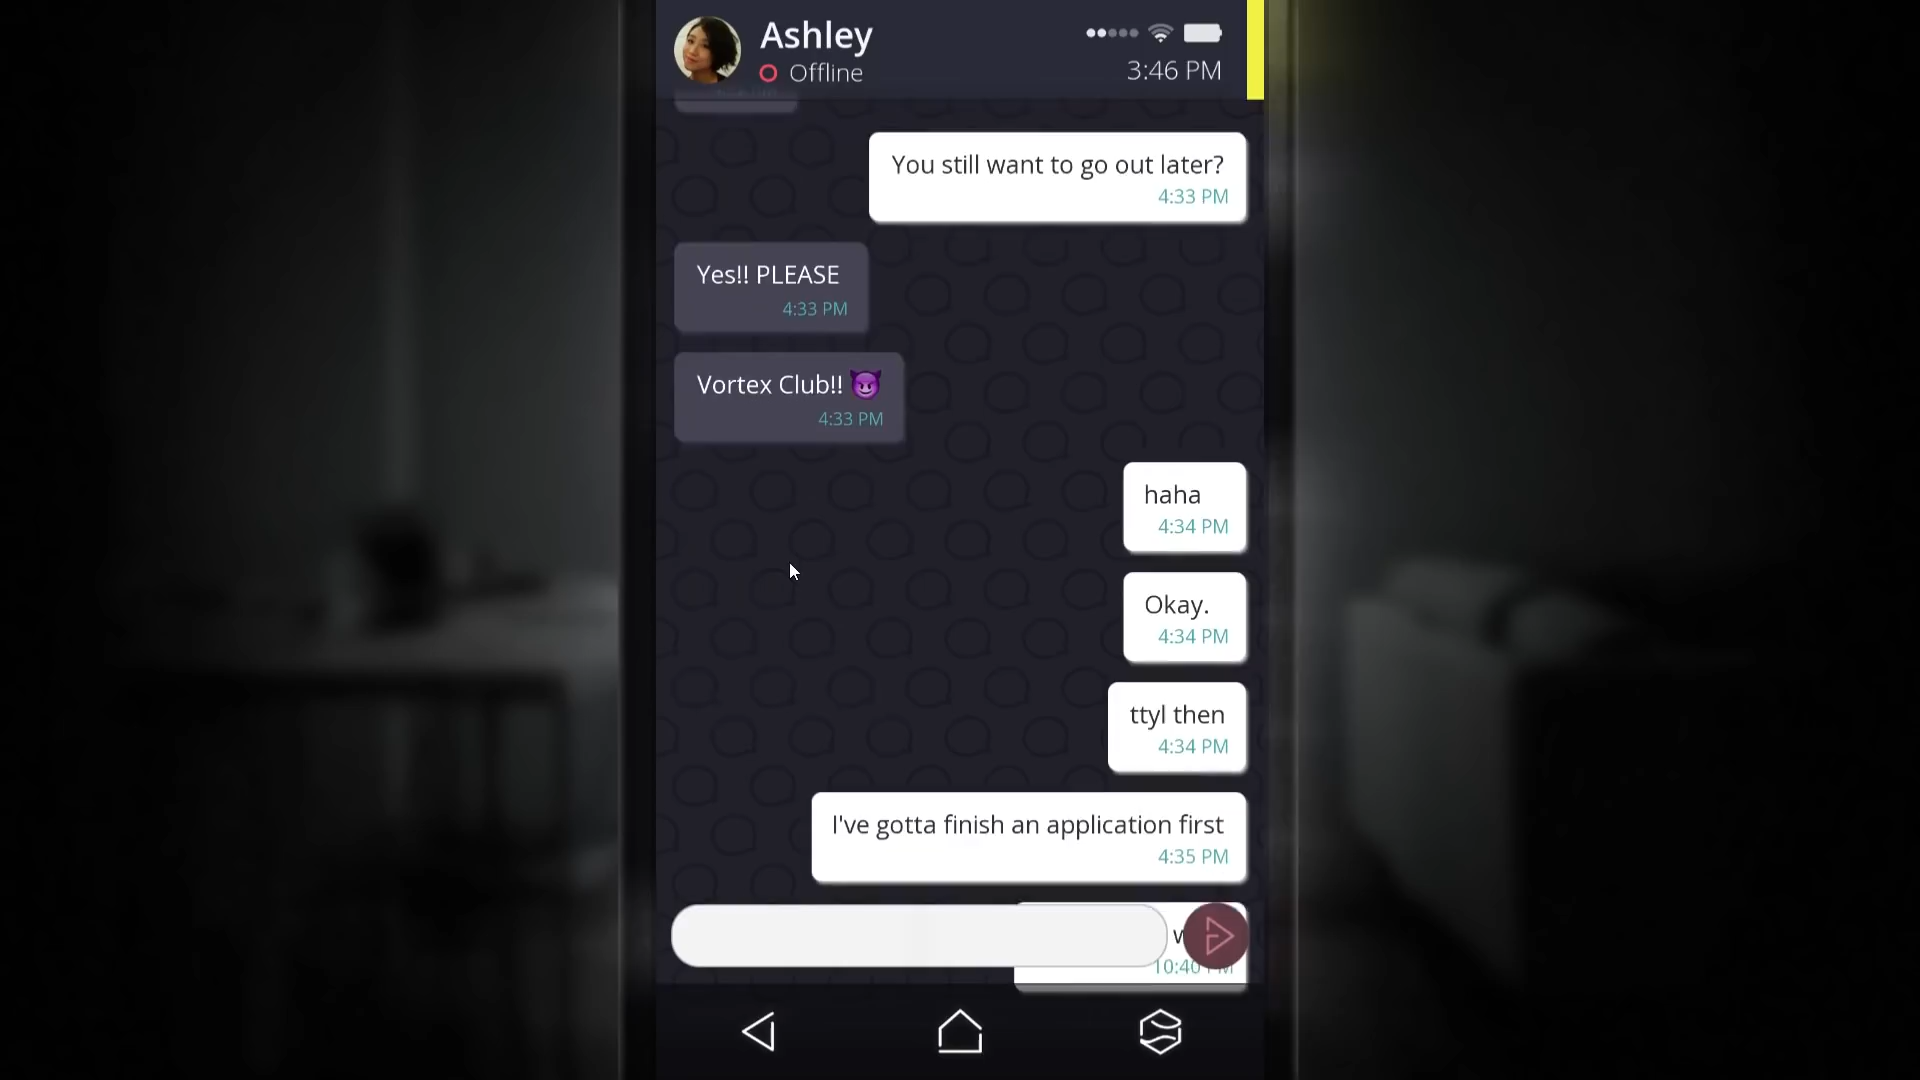 Ashley
Offline
3:46 PM
You still want to go out later?
4:33 PM
Yes!! PLEASE
4:33 PM
Vortex Club!! 😈
4:33 PM
haha
4:34 PM
Okay.
4:34 PM
ttyl then
4:34 PM
I've gotta finish an application first
4:35 PM